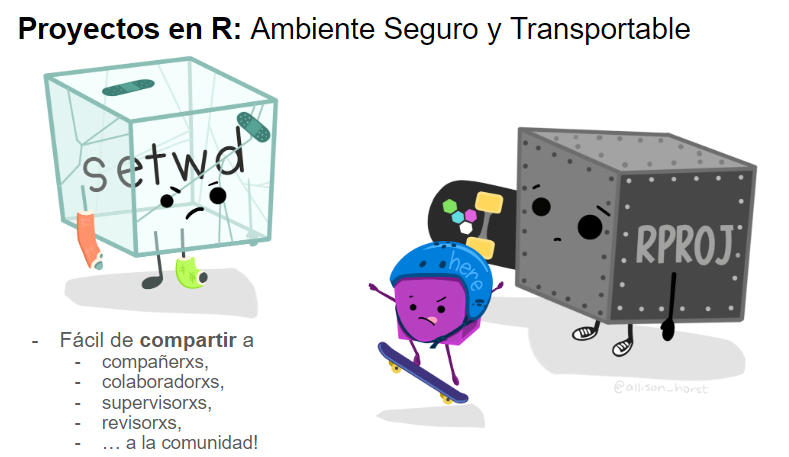 Proyectos en R: Ambiente Seguro y Transportable
setwd
RPROJ
here
- Fácil de compartir a
- compañerxs,
- colaboradorxs,
- supervisorxs,
- revisorxs,
- … a la comunidad!
@allison_horst